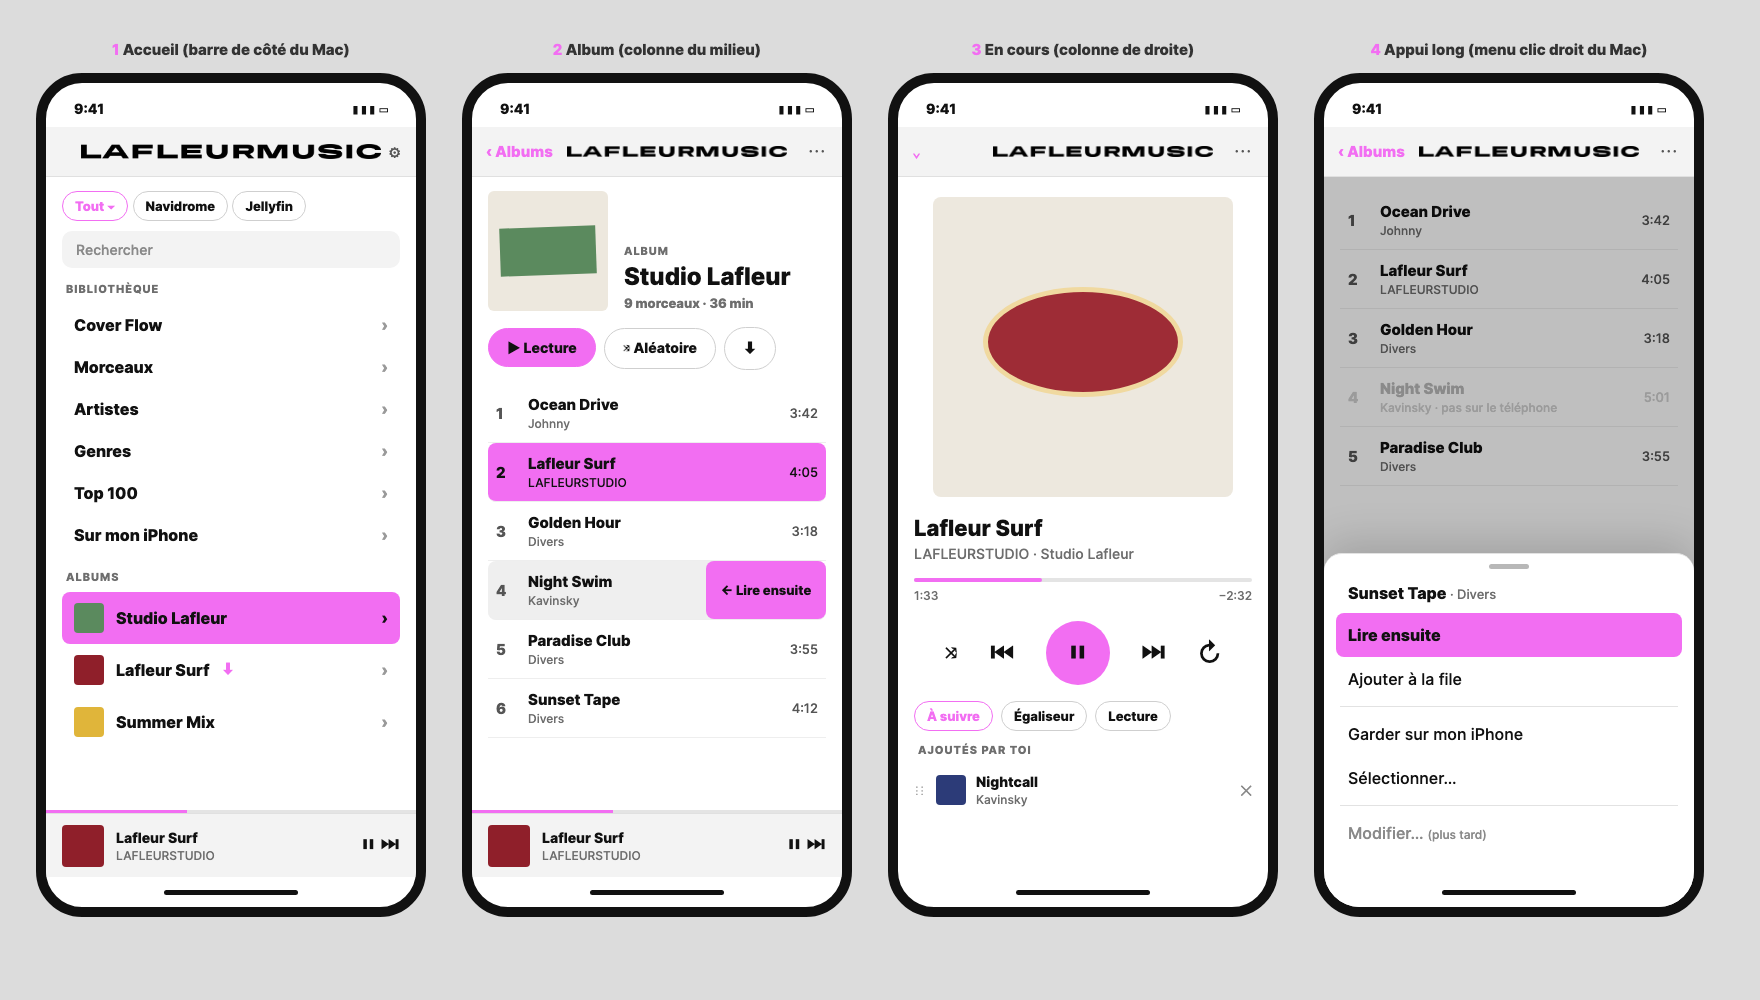 1 Accueil (barre de côté du Mac)
9:41
LAFLEURMUSIC
Tout
Navidrome
Jellyfin
Rechercher
BIBLIOTHÈQUE
Cover Flow
Morceaux
Artistes
Genres
Top 100
Sur mon iPhone
ALBUMS
Studio Lafleur
Lafleur Surf
Summer Mix
Lafleur Surf
LAFLEURSTUDIO
2 Album (colonne du milieu)
9:41
‹ Albums LAFLEURMUSIC ···
ALBUM
Studio Lafleur
9 morceaux · 36 min
Lecture
Aléatoire
1 Ocean Drive 3:42
Johnny
2 Lafleur Surf 4:05
LAFLEURSTUDIO
3 Golden Hour 3:18
Divers
4 Night Swim
Kavinsky
← Lire ensuite
5 Paradise Club 3:55
Divers
6 Sunset Tape 4:12
Divers
Lafleur Surf
LAFLEURSTUDIO
3 En cours (colonne de droite)
9:41
LAFLEURMUSIC ···
Lafleur Surf
LAFLEURSTUDIO · Studio Lafleur
1:33 −2:32
À suivre
Égaliseur
Lecture
AJOUTÉS PAR TOI
Nightcall
Kavinsky
4 Appui long (menu clic droit du Mac)
9:41
‹ Albums LAFLEURMUSIC ···
1 Ocean Drive 3:42
Johnny
2 Lafleur Surf 4:05
LAFLEURSTUDIO
3 Golden Hour 3:18
Divers
4 Night Swim 5:01
Kavinsky · pas sur le téléphone
5 Paradise Club 3:55
Divers
Sunset Tape · Divers
Lire ensuite
Ajouter à la file
Garder sur mon iPhone
Sélectionner...
Modifier... (plus tard)